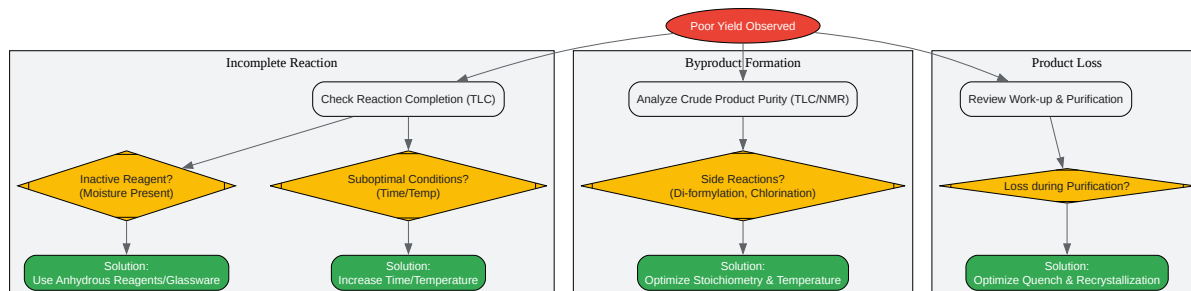 Poor Yield Observed
Incomplete Reaction
Byproduct Formation
Product Loss
Check Reaction Completion (TLC)
Analyze Crude Product Purity (TLC/NMR)
Review Work-up & Purification
Inactive Reagent?
(Moisture Present)
Suboptimal Conditions?
(Time/Temp)
Side Reactions?
(Di-formylation, Chlorination)
Loss during Purification?
Solution:
Use Anhydrous Reagents/Glassware
Solution:
Increase Time/Temperature
Solution:
Optimize Stoichiometry & Temperature
Solution:
Optimize Quench & Recrystallization